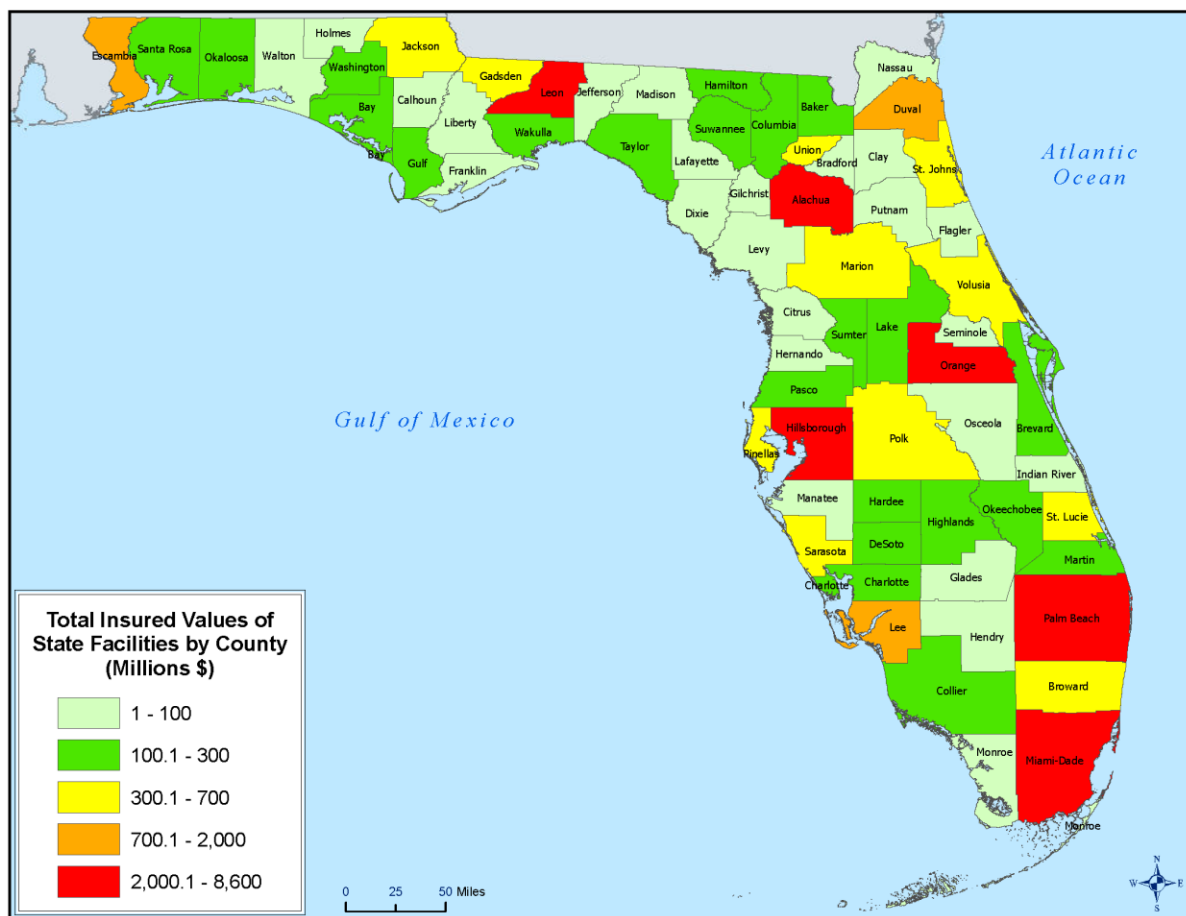 Holmes
Jackson
Escambia
Santa Rosa
Okaloosa
Walton
Washington
Gadsden
Leon
Jefferson
Madison
Hamilton
Nassau
Calhoun
Bay
Liberty
Wakulla
Taylor
Suwannee
Columbia
Baker
Duval
Bay
Gulf
Franklin
Lafayette
Union
Bradford
Clay
St. Johns
Atlantic
Ocean
Dixie
Gilchrist
Alachua
Putnam
Flagler
Levy
Marion
Volusia
Citrus
Sumter
Lake
Seminole
Hernando
Orange
Pasco
Gulf of Mexico
Hillsborough
Polk
Osceola
Brevard
Pinellas
Indian River
Manatee
Hardee
Highlands
Okeechobee
St. Lucie
Sarasota
DeSoto
Martin
Charlotte
Charlotte
Glades
Palm Beach
Lee
Hendry
Collier
Broward
Monroe
Miami-Dade
Monroe
Total Insured Values of
State Facilities by County
(Millions $)
1 - 100
100.1 - 300
300.1 - 700
700.1 - 2,000
2,000.1 - 8,600
0 25 50 Miles
N
W E
S